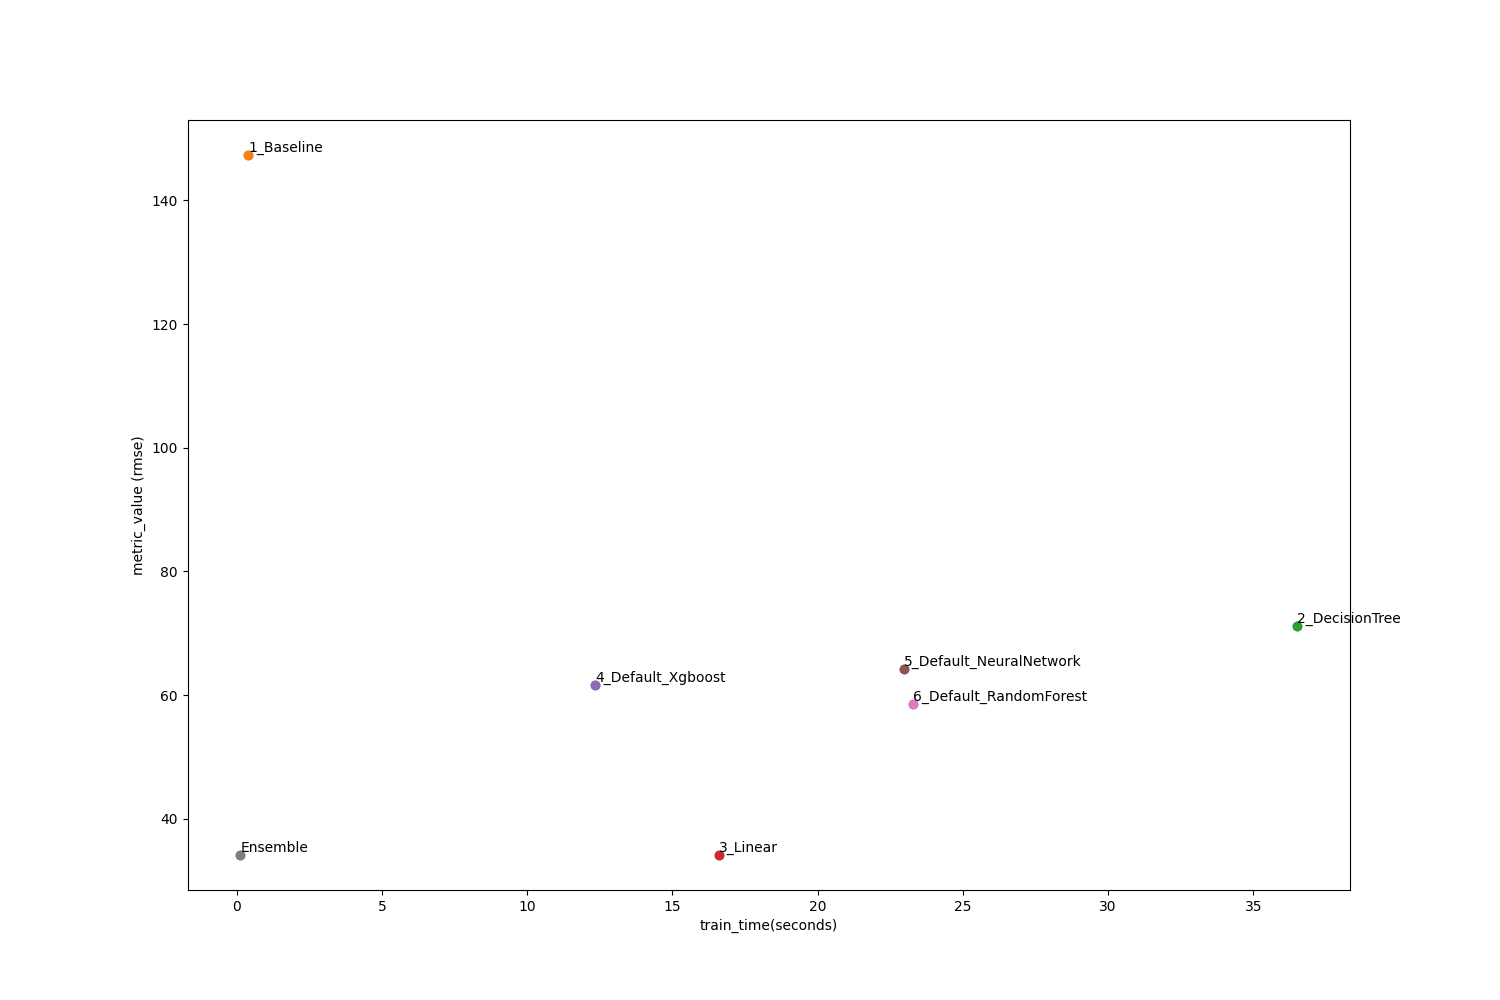 1_Baseline
140
120
metric_value (rmse)
100
80
2_DecisionTree
5_Default_NeuralNetwork
4_Default_Xgboost
60
6_Default_RandomForest
40
Ensemble
3_Linear
0 5 10 15 20 25 30 35
train_time(seconds)